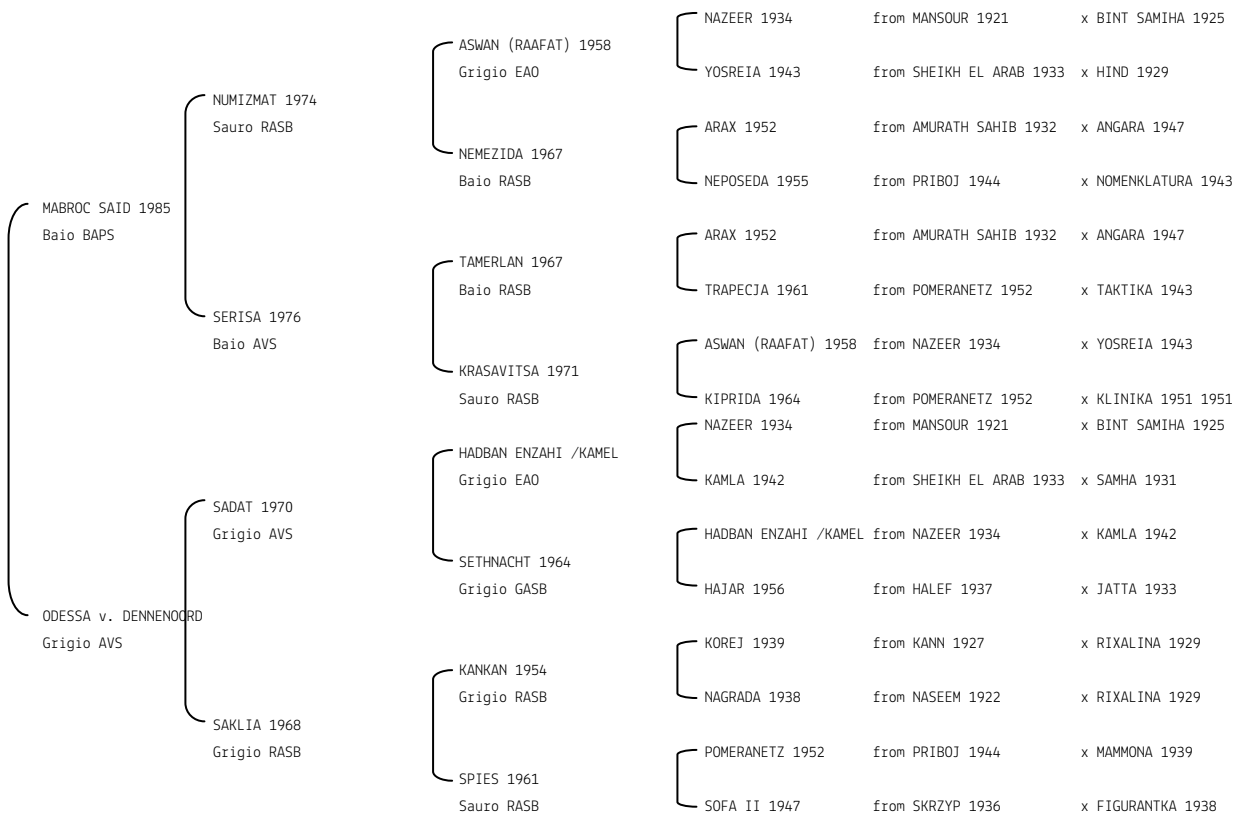 NAZEER 1934 from MANSOUR 1921 x BINT SAMIHA 1925
ASWAN (RAAFAT) 1958
Grigio EAO YOSREIA 1943 from SHEIKH EL ARAB 1933 x HIND 1929
NUMIZMAT 1974
Sauro RASB ARAX 1952 from AMURATH SAHIB 1932 x ANGARA 1947
NEMEZIDA 1967
Baio RASB NEPOSEDA 1955 from PRIBOJ 1944 x NOMENKLATURA 1943
MABROC SAID 1985
Baio BAPS ARAX 1952 from AMURATH SAHIB 1932 x ANGARA 1947
TAMERLAN 1967
Baio RASB TRAPECJA 1961 from POMERANETZ 1952 x TAKTIKA 1943
SERISA 1976
Baio AVS ASWAN (RAAFAT) 1958 from NAZEER 1934 x YOSREIA 1943
KRASAVITSA 1971
Sauro RASB KIPRIDA 1964 from POMERANETZ 1952 x KLINIKA 1951 1951
NAZEER 1934 from MANSOUR 1921 x BINT SAMIHA 1925
HADBAN ENZAHI /KAMEL
Grigio EAO KAMLA 1942 from SHEIKH EL ARAB 1933 x SAMHA 1931
SADAT 1970
Grigio AVS HADBAN ENZAHI /KAMEL from NAZEER 1934 x KAMLA 1942
SETHNACHT 1964
Grigio GASB HAJAR 1956 from HALEF 1937 x JATTA 1933
ODESSA v. DENNENOORD
Grigio AVS KOREJ 1939 from KANN 1927 x RIXALINA 1929
KANKAN 1954
Grigio RASB NAGRADA 1938 from NASEEM 1922 x RIXALINA 1929
SAKLIA 1968
Grigio RASB POMERANETZ 1952 from PRIBOJ 1944 x MAMMONA 1939
SPIES 1961
Sauro RASB SOFA II 1947 from SKRZYP 1936 x FIGURANTKA 1938